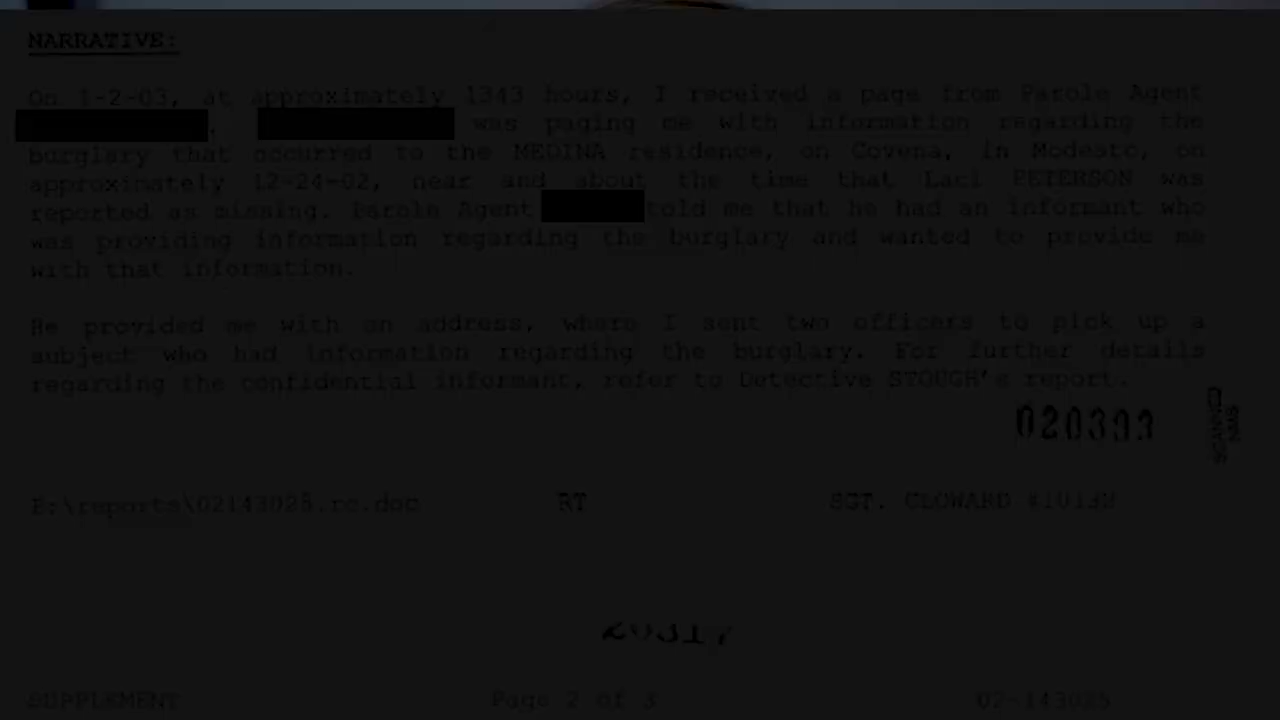 NARRATIVE:
On 1-2-03, at approximately 1343 hours, I received a page from Parole Agent
. was paging me with information regarding the
burglary that occurred to the MEDINA residence, on Covena, in Modesto, on
approximately 12-24-02, near and about the time that Laci PETERSON was
reported as missing. Parole Agent told me that he had an informant who
was providing information regarding the burglary and wanted to provide me
with that information.
He provided me with an address, where I sent two officers to pick up a
subject who had information regarding the burglary. For further details
regarding the confidential informant, refer to Detective STOUGH's report.
020393
SCANNED
E:\reports\02143025.rc.doc RT SGT. CLOWARD
SUPPLEMENT Page 2 of 3 02-143025